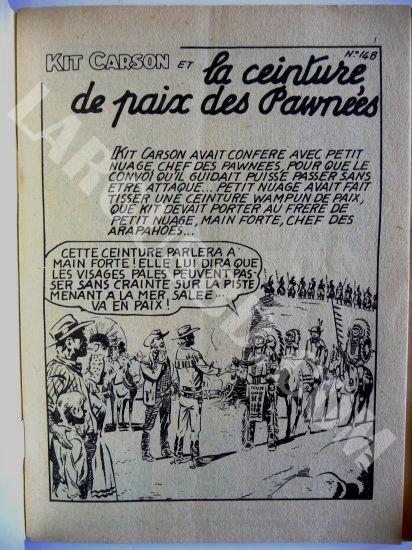 1
N.° 148
KIT CARSON ET la ceinture
de paix des Pawnées
KIT CARSON AVAIT CONFERE AVEC PETIT
NUAGE CHEF DES PAWNEES, POUR QUE LE
CONVOI QU'IL GUIDAIT PUISSE PASSER SANS
ETRE ATTAQUE... PETIT NUAGE AVAIT FAIT
TISSER UNE CEINTURE WAMPUN DE PAIX,
QUE KIT DEVAIT PORTER AU FRERE DE
PETIT NUAGE, MAIN FORTE, CHEF DES
ARAPAHOES...
CETTE CEINTURE PARLERA A
MAIN FORTE! ELLE LUI DIRA QUE
LES VISAGES PALES PEUVENT PAS-
SER SANS CRAINTE SUR LA PISTE
MENANT A LA MER SALEE...
VA EN PAIX!